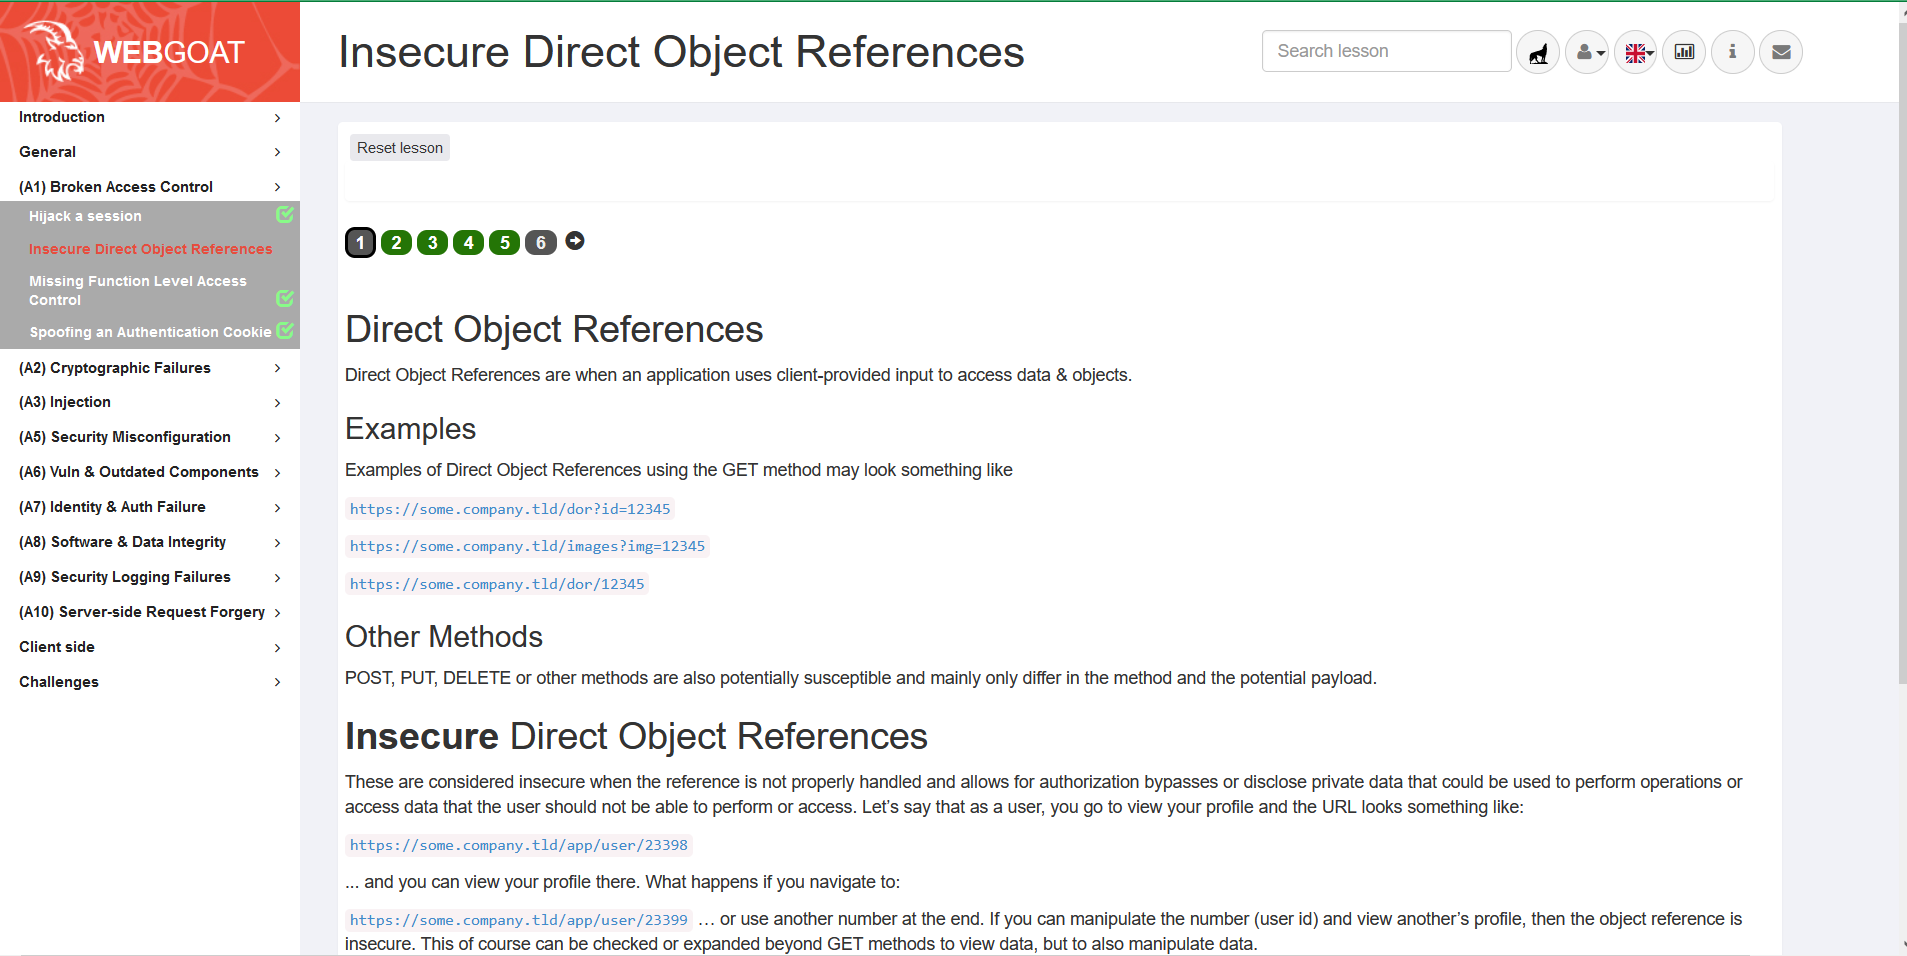 WEBGOAT
Insecure Direct Object References
Search lesson
Introduction
General
(A1) Broken Access Control
Hijack a session
Insecure Direct Object References
Missing Function Level Access
Control
Spoofing an Authentication Cookie
(A2) Cryptographic Failures
(A3) Injection
(A5) Security Misconfiguration
(A6) Vuln & Outdated Components
(A7) Identity & Auth Failure
(A8) Software & Data Integrity
(A9) Security Logging Failures
(A10) Server-side Request Forgery
Client side
Challenges
Reset lesson
1 2 3 4 5 6
Direct Object References
Direct Object References are when an application uses client-provided input to access data & objects.
Examples
Examples of Direct Object References using the GET method may look something like
https://some.company.tld/dor?id=12345
https://some.company.tld/images?img=12345
https://some.company.tld/dor/12345
Other Methods
POST, PUT, DELETE or other methods are also potentially susceptible and mainly only differ in the method and the potential payload.
Insecure Direct Object References
These are considered insecure when the reference is not properly handled and allows for authorization bypasses or disclose private data that could be used to perform operations or
access data that the user should not be able to perform or access. Let’s say that as a user, you go to view your profile and the URL looks something like:
https://some.company.tld/app/user/23398
... and you can view your profile there. What happens if you navigate to:
https://some.company.tld/app/user/23399 … or use another number at the end. If you can manipulate the number (user id) and view another’s profile, then the object reference is
insecure. This of course can be checked or expanded beyond GET methods to view data, but to also manipulate data.